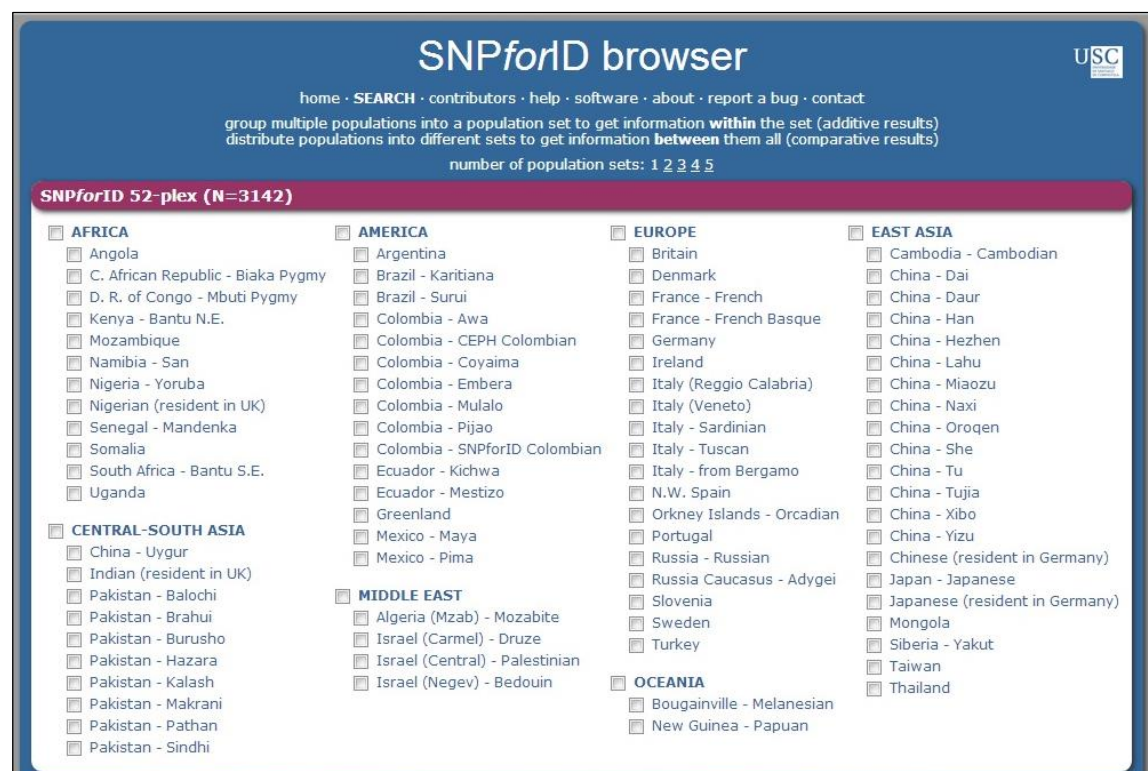 SNPforID browser
USC
home · SEARCH · contributors · help · software · about · report a bug · contact
group multiple populations into a population set to get information within the set (additive results)
distribute populations into different sets to get information between them all (comparative results)
number of population sets: 1 2 3 4 5
SNPforID 52-plex (N=3142)
AFRICA
Angola
C. African Republic - Biaka Pygmy
D. R. of Congo - Mbuti Pygmy
Kenya - Bantu N.E.
Mozambique
Namibia - San
Nigeria - Yoruba
Nigerian (resident in UK)
Senegal - Mandenka
Somalia
South Africa - Bantu S.E.
Uganda
CENTRAL-SOUTH ASIA
China - Uygur
Indian (resident in UK)
Pakistan - Balochi
Pakistan - Brahui
Pakistan - Burusho
Pakistan - Hazara
Pakistan - Kalash
Pakistan - Makrani
Pakistan - Pathan
Pakistan - Sindhi
AMERICA
Argentina
Brazil - Karitiana
Brazil - Surui
Colombia - Awa
Colombia - CEPH Colombian
Colombia - Coyaima
Colombia - Embera
Colombia - Mulalo
Colombia - Pijao
Colombia - SNPforID Colombian
Ecuador - Kichwa
Ecuador - Mestizo
Greenland
Mexico - Maya
Mexico - Pima
MIDDLE EAST
Algeria (Mzab) - Mozabite
Israel (Carmel) - Druze
Israel (Central) - Palestinian
Israel (Negev) - Bedouin
EUROPE
Britain
Denmark
France - French
France - French Basque
Germany
Ireland
Italy (Reggio Calabria)
Italy (Veneto)
Italy - Sardinian
Italy - Tuscan
Italy - from Bergamo
N.W. Spain
Orkney Islands - Orcadian
Portugal
Russia - Russian
Russia Caucasus - Adygei
Slovenia
Sweden
Turkey
OCEANIA
Bougainville - Melanesian
New Guinea - Papuan
EAST ASIA
Cambodia - Cambodian
China - Dai
China - Daur
China - Han
China - Hezhen
China - Lahu
China - Miaozu
China - Naxi
China - Oroqen
China - She
China - Tu
China - Tujia
China - Xibo
China - Yizu
Chinese (resident in Germany)
Japan - Japanese
Japanese (resident in Germany)
Mongola
Siberia - Yakut
Taiwan
Thailand